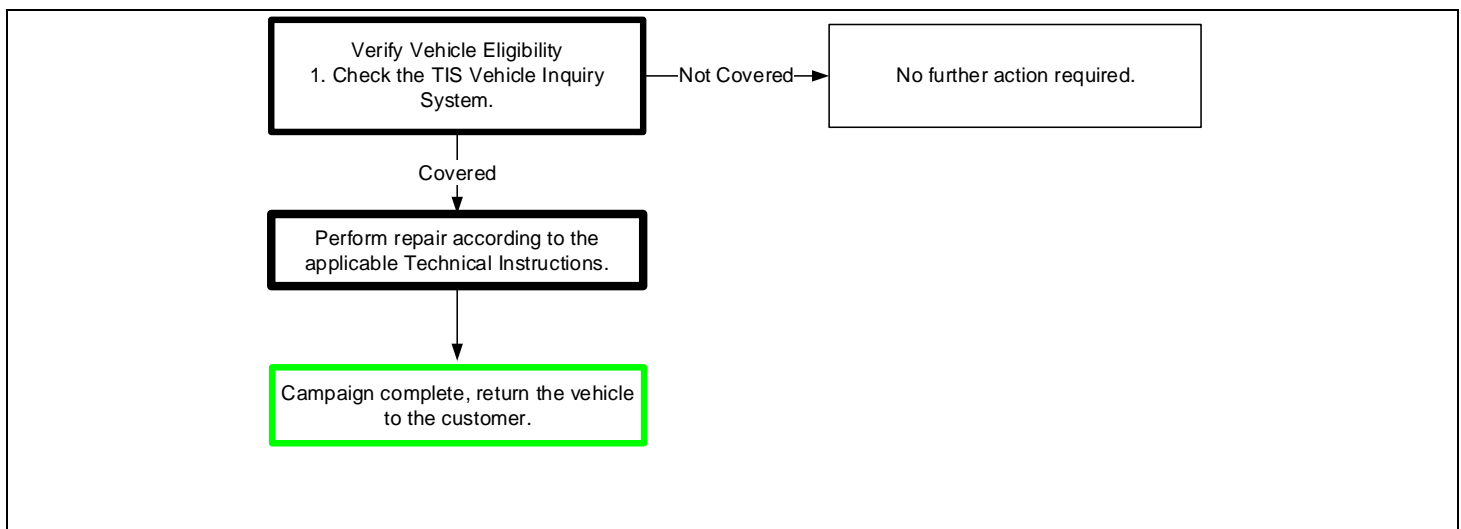 Verify Vehicle Eligibility
1. Check the TIS Vehicle Inquiry
System.
Not Covered
No further action required.
Covered
Perform repair according to the
applicable Technical Instructions.
Campaign complete, return the vehicle
to the customer.